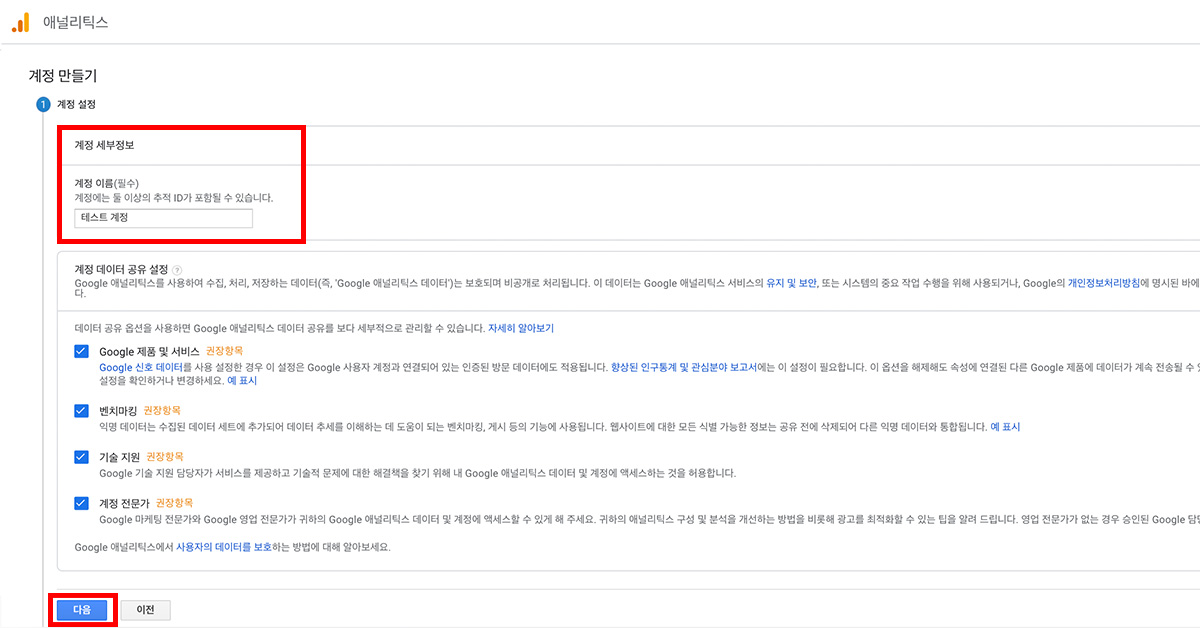 애널리틱스
계정 만들기
1 계정 설정
계정 세부정보
계정 이름(필수)
계정에는 둘 이상의 추적 ID가 포함될 수 있습니다.
테스트 계정
계정 데이터 공유 설정 ?
Google 애널리틱스를 사용하여 수집, 처리, 저장하는 데이터(즉, 'Google 애널리틱스 데이터')는 보호되며 비공개로 처리됩니다. 이 데이터는 Google 애널리틱스 서비스의 유지 및 보안, 또는 시스템의 중요 작업 수행을 위해 사용되거나, Google의 개인정보처리방침에 명시된 바에
다.
데이터 공유 옵션을 사용하면 Google 애널리틱스 데이터 공유를 보다 세부적으로 관리할 수 있습니다. 자세히 알아보기
Google 제품 및 서비스 권장항목
Google 신호 데이터를 사용 설정한 경우 이 설정은 Google 사용자 계정과 연결되어 있는 인증된 방문 데이터에도 적용됩니다. 향상된 인구통계 및 관심분야 보고서에는 이 설정이 필요합니다. 이 옵션을 해제해도 속성에 연결된 다른 Google 제품에 데이터가 계속 전송될 수
설정을 확인하거나 변경하세요. 예 표시
벤치마킹 권장항목
익명 데이터는 수집된 데이터 세트에 추가되어 데이터 추세를 이해하는 데 도움이 되는 벤치마킹, 게시 등의 기능에 사용됩니다. 웹사이트에 대한 모든 식별 가능한 정보는 공유 전에 삭제되어 다른 익명 데이터와 통합됩니다. 예 표시
기술 지원 권장항목
Google 기술 지원 담당자가 서비스를 제공하고 기술적 문제에 대한 해결책을 찾기 위해 내 Google 애널리틱스 데이터 및 계정에 액세스하는 것을 허용합니다.
계정 전문가 권장항목
Google 마케팅 전문가와 Google 영업 전문가가 귀하의 Google 애널리틱스 데이터 및 계정에 액세스할 수 있게 해 주세요. 귀하의 애널리틱스 구성 및 분석을 개선하는 방법을 비롯해 광고를 최적화할 수 있는 팁을 알려 드립니다. 영업 전문가가 없는 경우 승인된 Google
Google 애널리틱스에서 사용자의 데이터를 보호하는 방법에 대해 알아보세요.
다음 이전